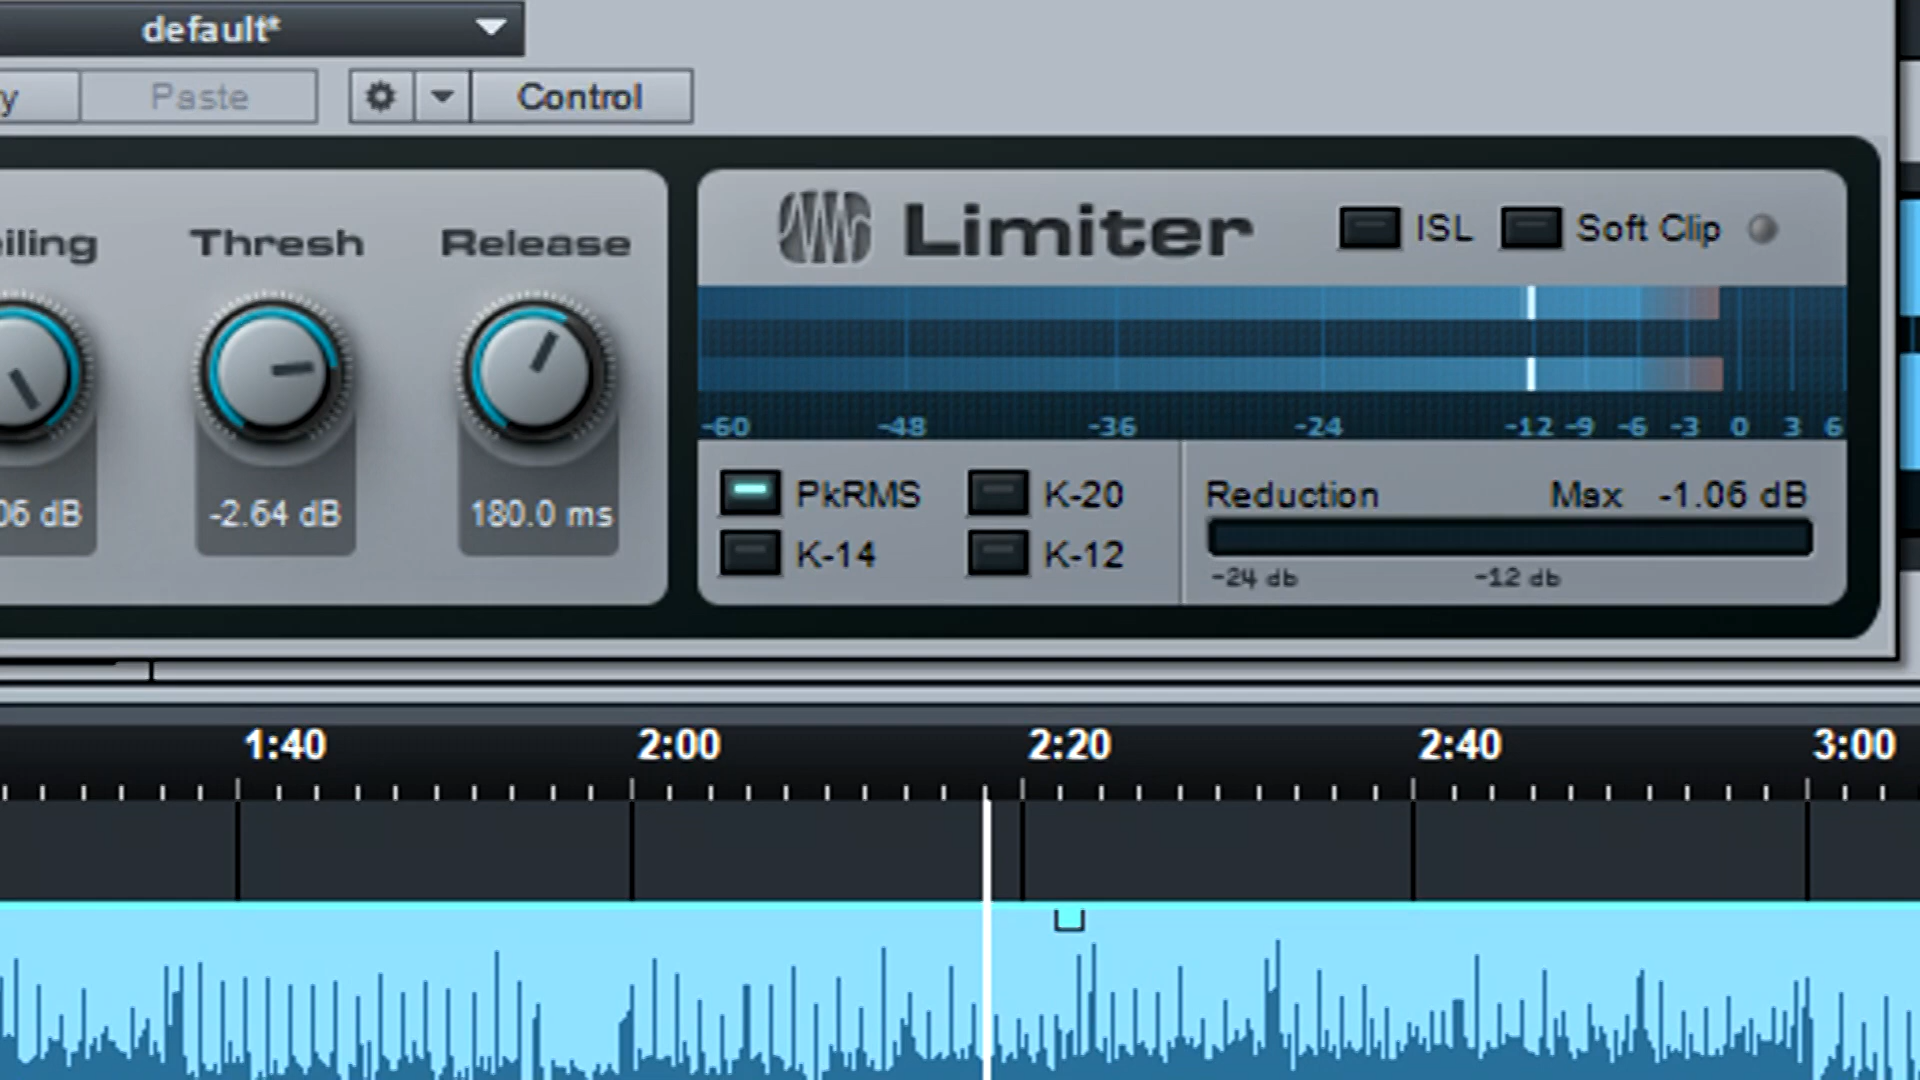 default*
y Paste Control
Limiter ISL Soft Clip
eiling Thresh Release
-60 -48 -36 -24 -12 -9 -6 -3 0 3 6
06 dB -2.64 dB 180.0 ms
PkRMS K-20
K-14 K-12
Reduction Max -1.06 dB
-24 db -12 db
1:40 2:00 2:20 2:40 3:00